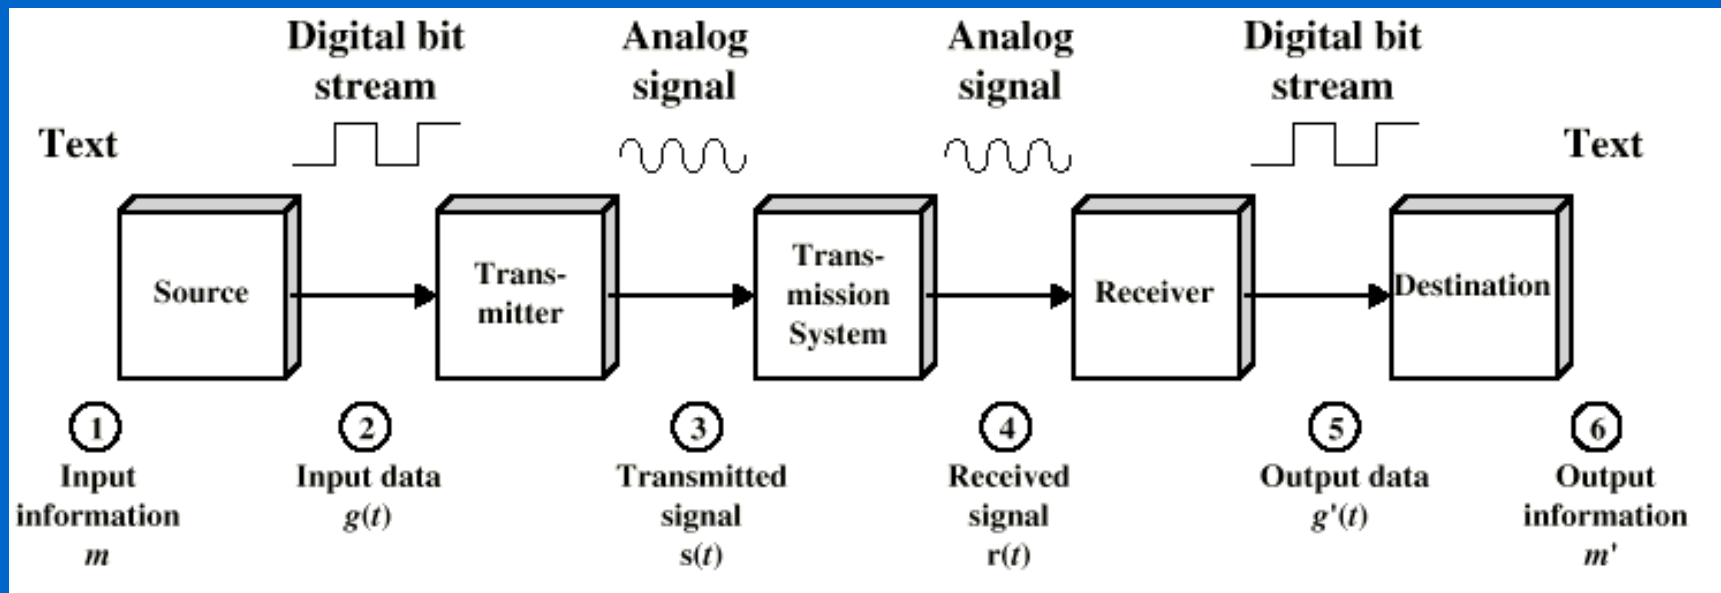 Digital bit
stream
Analog
signal
Analog
signal
Digital bit
stream
Text
Text
Source
Trans-
mitter
Trans-
mission
System
Receiver
Destination
1
Input
information
m
2
Input data
g(t)
3
Transmitted
signal
s(t)
4
Received
signal
r(t)
5
Output data
g'(t)
6
Output
information
m'